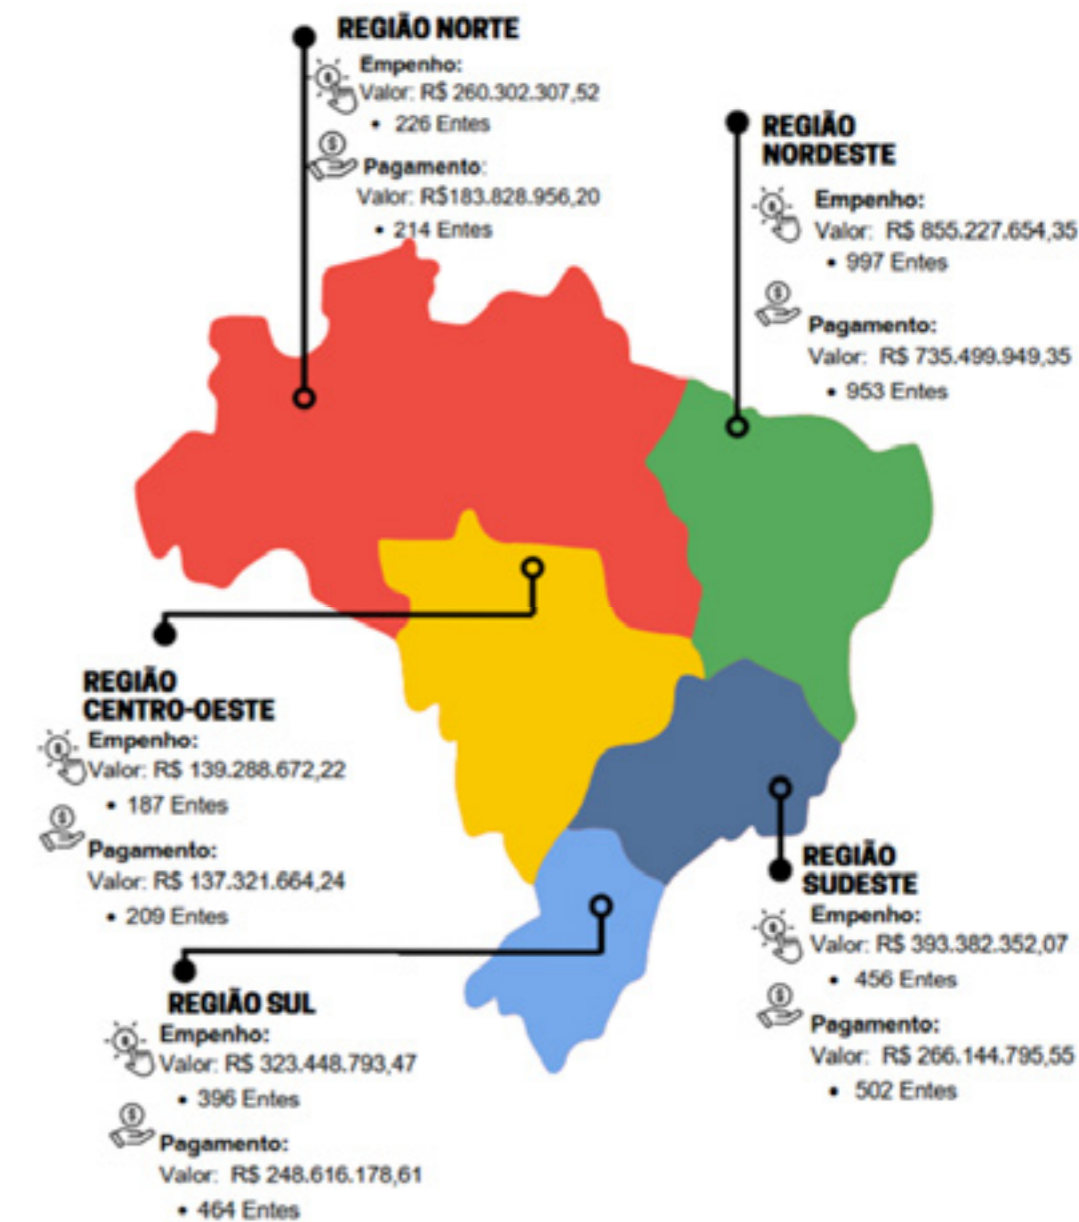 REGIÃO NORTE
Empenho:
Valor: R$ 260.302.307,52
• 226 Entes
Pagamento:
Valor: R$183.828.956,20
• 214 Entes
REGIÃO
NORDESTE
Empenho:
Valor: R$ 855.227.654,35
• 997 Entes
Pagamento:
Valor: R$ 735.499.949,35
• 953 Entes
REGIÃO
CENTRO-OESTE
Empenho:
Valor: R$ 139.288.672,22
• 187 Entes
Pagamento:
Valor: R$ 137.321.664,24
• 209 Entes
REGIÃO
SUDESTE
Empenho:
Valor: R$ 393.382.352,07
• 456 Entes
Pagamento:
Valor: R$ 266.144.795,55
• 502 Entes
REGIÃO SUL
Empenho:
Valor: R$ 323.448.793,47
• 396 Entes
Pagamento:
Valor: R$ 248.616.178,61
• 464 Entes